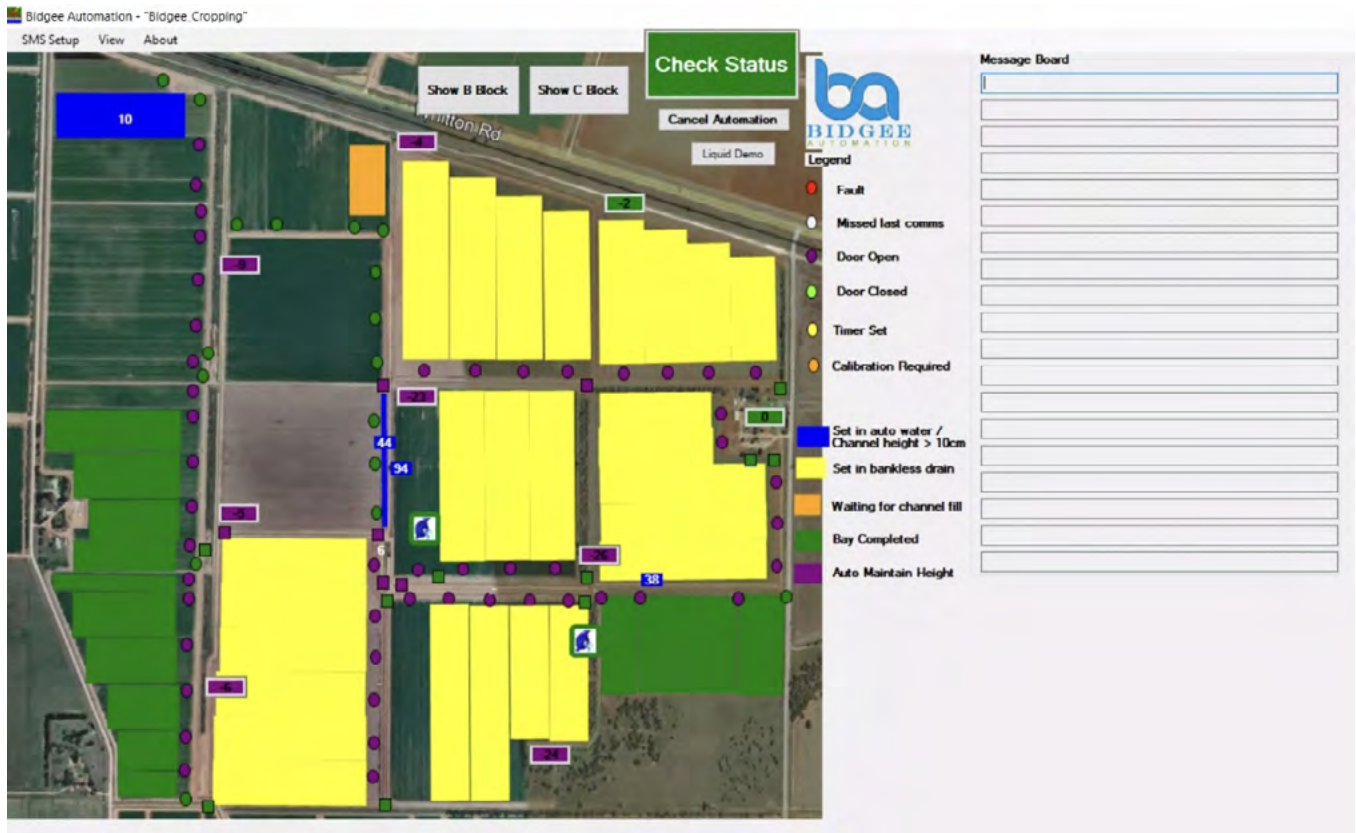 Bidgee Automation - "Bidgee_Cropping"
SMS Setup View About
Check Status
Show B Block
Show C Block
Cancel Automation
Liquid Demo
ba
BIDGEE
AUTOMATION
Message Board
Legend
Fault
Missed last comms
Door Open
Door Closed
Timer Set
Calibration Required
Set in auto water /
Channel height > 10cm
Set in bankless drain
Waiting for channel fill
Bay Completed
Auto Maintain Height
10
Rd
-4
-2
-9
-23
0
44
94
6
-26
38
-6
-24